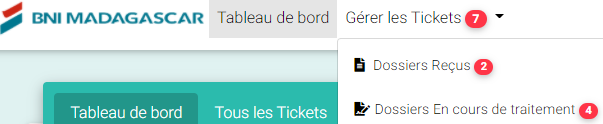 BNI MADAGASCAR Tableau de bord Gérer les Tickets 7
Dossiers Reçus 2
Tableau de bord Tous les Tickets
Dossiers En cours de traitement 4